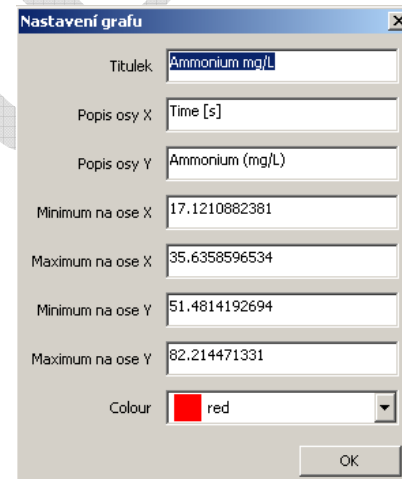 Nastavení grafu
Titulek Ammonium mg/L
Popis osy X Time [s]
Popis osy Y Ammonium (mg/L)
Minimum na ose X 17.1210882381
Maximum na ose X 35.6358596534
Minimum na ose Y 51.4814192694
Maximum na ose Y 82.214471331
Colour red
OK